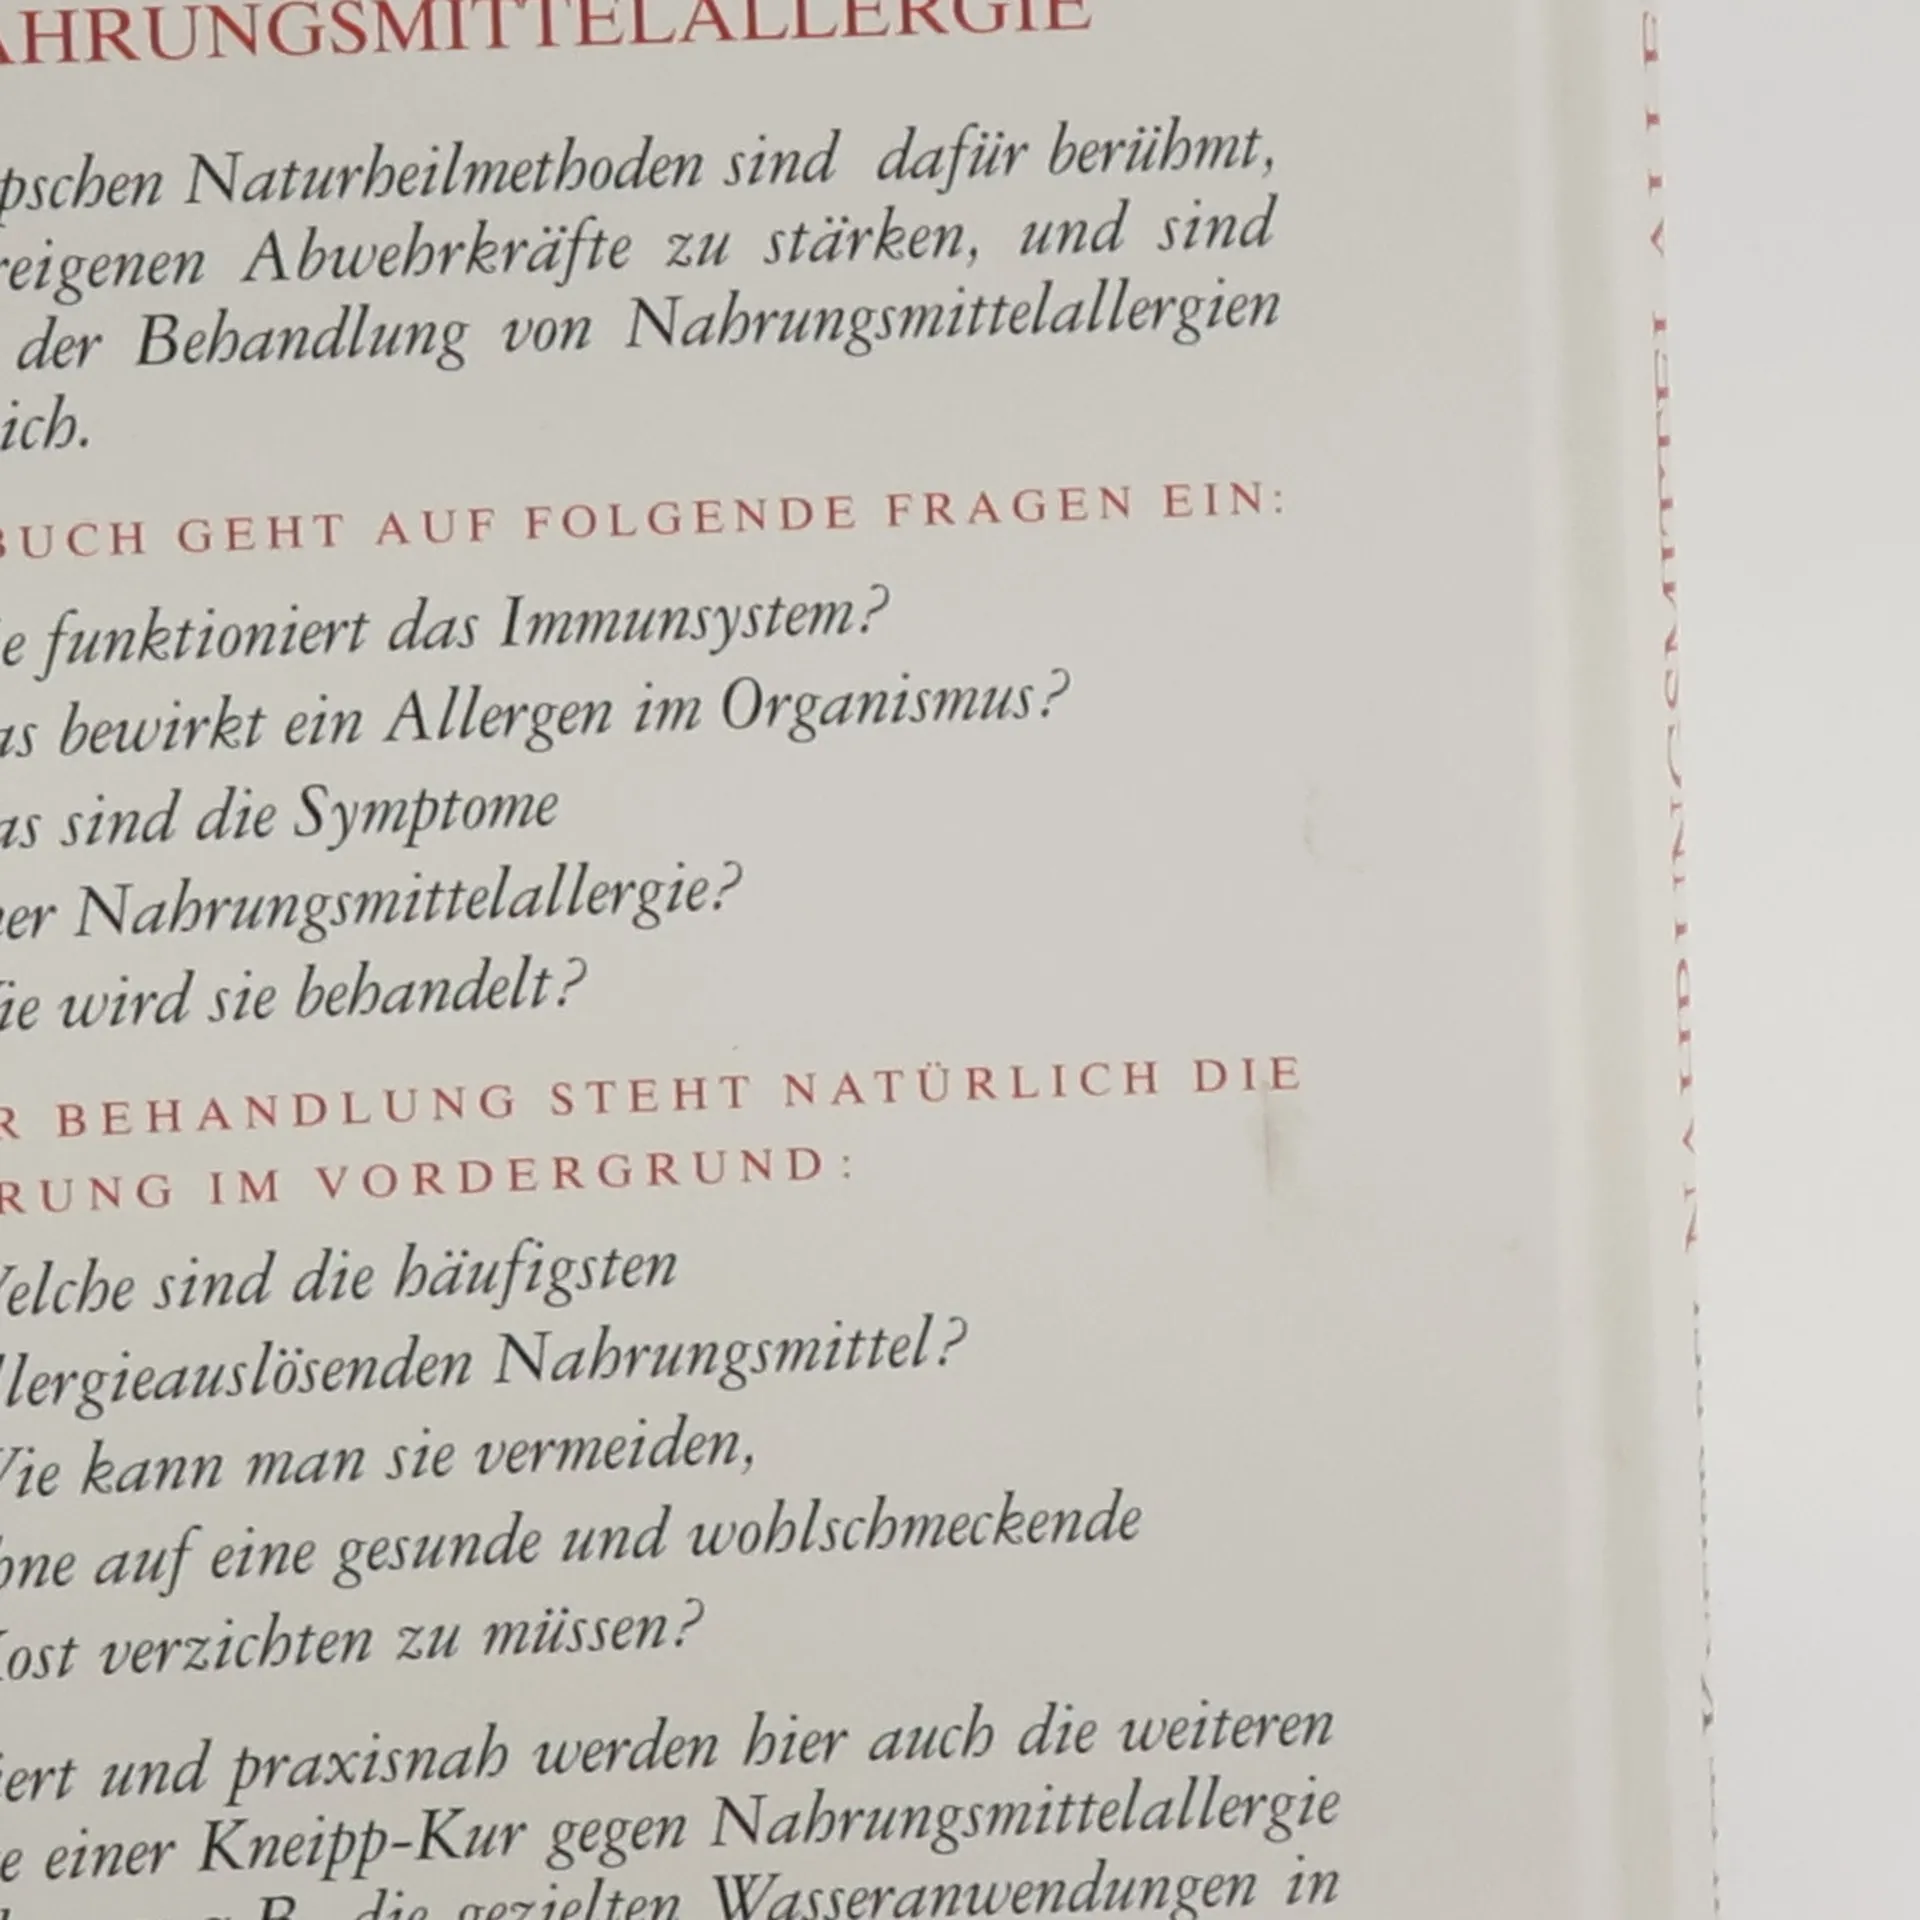 AHRUNGSMITTELALLERGIE
pschen Naturheilmethoden sind dafür berühmt,
reigenen Abwehrkräfte zu stärken, und sind
der Behandlung von Nahrungsmittelallergien
ich.
BUCH GEHT AUF FOLGENDE FRAGEN EIN:
ie funktioniert das Immunsystem?
as bewirkt ein Allergen im Organismus?
as sind die Symptome
ner Nahrungsmittelallergie?
ie wird sie behandelt?
R BEHANDLUNG STEHT NATÜRLICH DIE
RUNG IM VORDERGRUND:
Welche sind die häufigsten
llergieauslösenden Nahrungsmittel?
Wie kann man sie vermeiden,
hne auf eine gesunde und wohlschmeckende
Kost verzichten zu müssen?
iert und praxisnah werden hier auch die weiteren
e einer Kneipp-Kur gegen Nahrungsmittelallergie
die gezielten Wasseranwendungen in